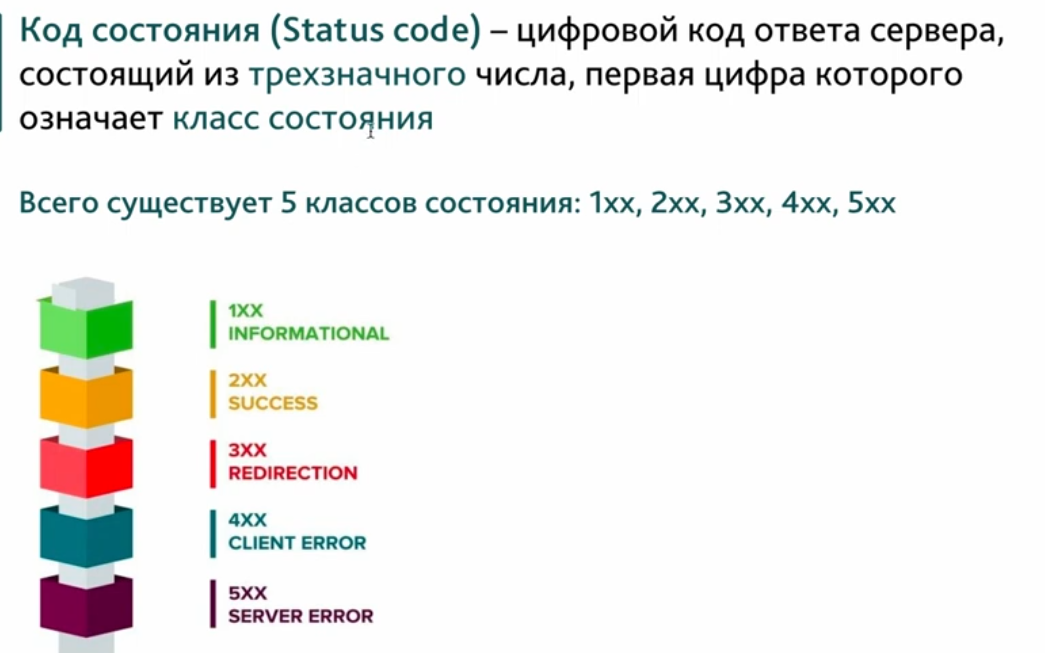 Код состояния (Status code) – цифровой код ответа сервера,
состоящий из трехзначного числа, первая цифра которого
означает класс состояния
Всего существует 5 классов состояния: 1xx, 2xx, 3xx, 4xx, 5xx
1XX
INFORMATIONAL
2XX
SUCCESS
3XX
REDIRECTION
4XX
CLIENT ERROR
5XX
SERVER ERROR